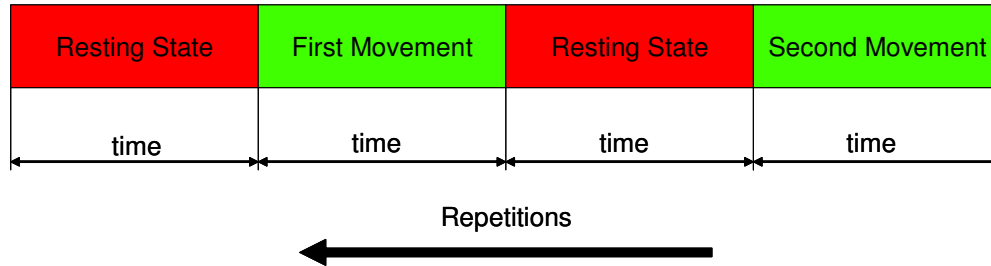 Resting State First Movement Resting State Second Movement
time time time time
Repetitions